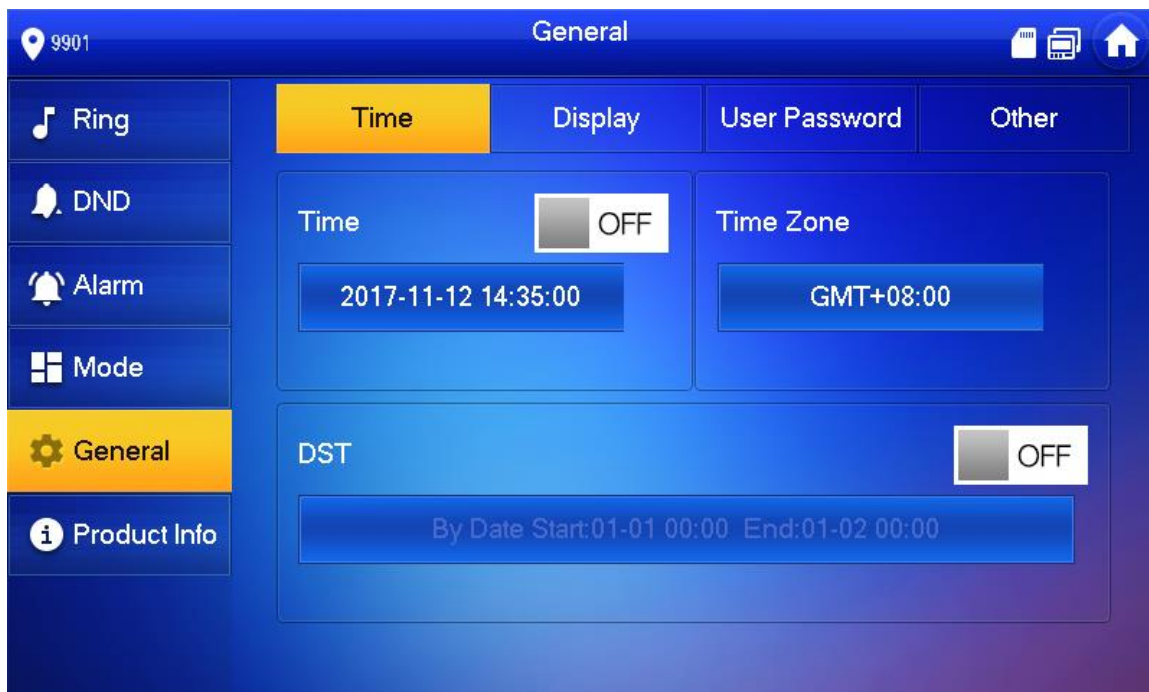 9901
General
Ring
DND
Alarm
Mode
General
Product Info
Time
Display
User Password
Other
Time
OFF
2017-11-12 14:35:00
Time Zone
GMT+08:00
DST
OFF
By Date Start:01-01 00:00 End:01-02 00:00